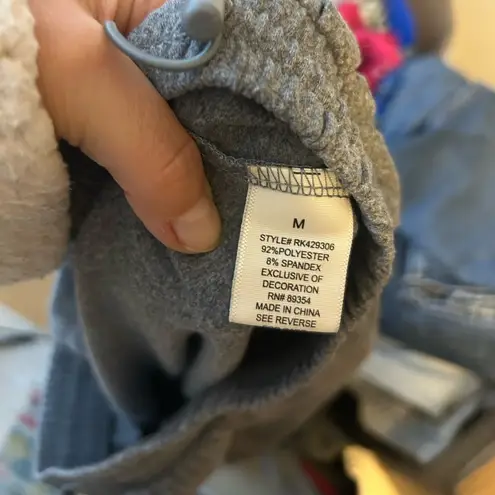 M
STYLE# RK429306
92%POLYESTER
8% SPANDEX
EXCLUSIVE OF
DECORATION
RN# 89354
MADE IN CHINA
SEE REVERSE